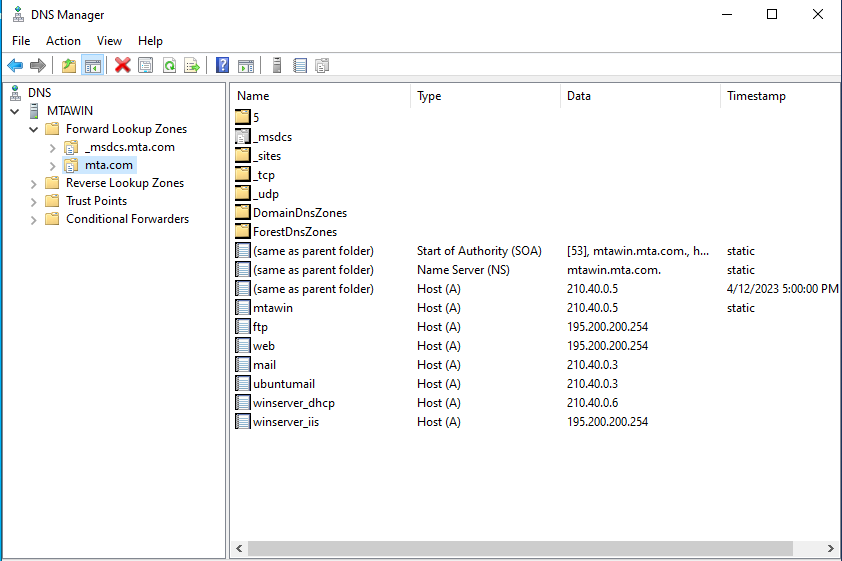 DNS Manager
File Action View Help
DNS
MTAWIN
Forward Lookup Zones
_msdcs.mta.com
mta.com
Reverse Lookup Zones
Trust Points
Conditional Forwarders
Name Type Data Timestamp
5
_msdcs
_sites
_tcp
_udp
DomainDnsZones
ForestDnsZones
(same as parent folder) Start of Authority (SOA) [53], mtawin.mta.com., h... static
(same as parent folder) Name Server (NS) mtawin.mta.com. static
(same as parent folder) Host (A) 210.40.0.5 4/12/2023 5:00:00 PM
mtawin Host (A) 210.40.0.5 static
ftp Host (A) 195.200.200.254
web Host (A) 195.200.200.254
mail Host (A) 210.40.0.3
ubuntumail Host (A) 210.40.0.3
winserver_dhcp Host (A) 210.40.0.6
winserver_iis Host (A) 195.200.200.254